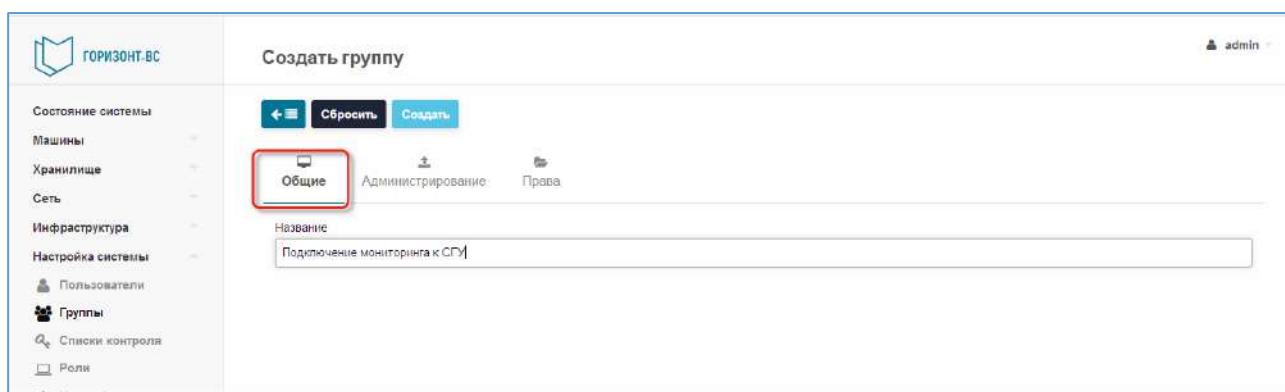 ГОРИЗОНТ-ВС
Создать группу
admin
Состояние системы
Машины
Хранилище
Сеть
Инфраструктура
Настройка системы
Пользователи
Группы
Списки контроля
Роли
Сбросить Создать
Общие Администрирование Права
Название
Подключение мониторинга к СГУ